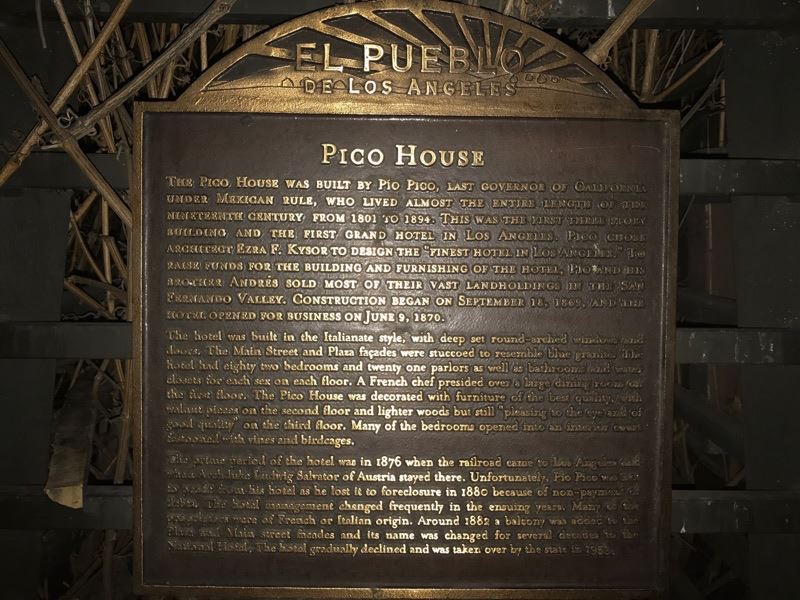 EL PUEBLO
DE LOS ANGELES
PICO HOUSE
THE PICO HOUSE WAS BUILT BY PÍO PICO, LAST GOVERNOR OF CALIFORNIA
UNDER MEXICAN RULE, WHO LIVED ALMOST THE ENTIRE LENGTH OF THE
NINETEENTH CENTURY FROM 1801 TO 1894. THIS WAS THE FIRST THREE STORY
BUILDING AND THE FIRST GRAND HOTEL IN LOS ANGELES. PICO CHOSE
ARCHITECT EZRA F. KYSOR TO DESIGN THE "FINEST HOTEL IN LOS ANGELES." TO
RAISE FUNDS FOR THE BUILDING AND FURNISHING OF THE HOTEL, PIO AND HIS
BROTHER ANDRÉS SOLD MOST OF THEIR VAST LANDHOLDINGS IN THE SAN
FERNANDO VALLEY. CONSTRUCTION BEGAN ON SEPTEMBER 18, 1869, AND THE
HOTEL OPENED FOR BUSINESS ON JUNE 9, 1870.
The hotel was built in the Italianate style, with deep set round-arched windows and
doors. The Main Street and Plaza façades were stuccoed to resemble blue granite. The
hotel had eighty two bedrooms and twenty one parlors as well as bathrooms and water
closets for each sex on each floor. A French chef presided over a large dining room on
the first floor. The Pico House was decorated with furniture of the best quality, with
walnut pieces on the second floor and lighter woods but still "pleasing to the eye and of
good quality" on the third floor. Many of the bedrooms opened into an interior court
festooned with vines and birdcages.
The prime period of the hotel was in 1876 when the railroad came to Los Angeles and
when Archduke Ludwig Salvator of Austria stayed there. Unfortunately, Pio Pico was
his hotel as he lost it to foreclosure in 1880 because of non-payment of
The hotel management changed frequently in the ensuing years. Many of the
were of French or Italian origin. Around 1882 a balcony was added to the
Plaza and Main street facades and its name was changed for several decades to the
National Hotel. The hotel gradually declined and was taken over by the state in 1953.